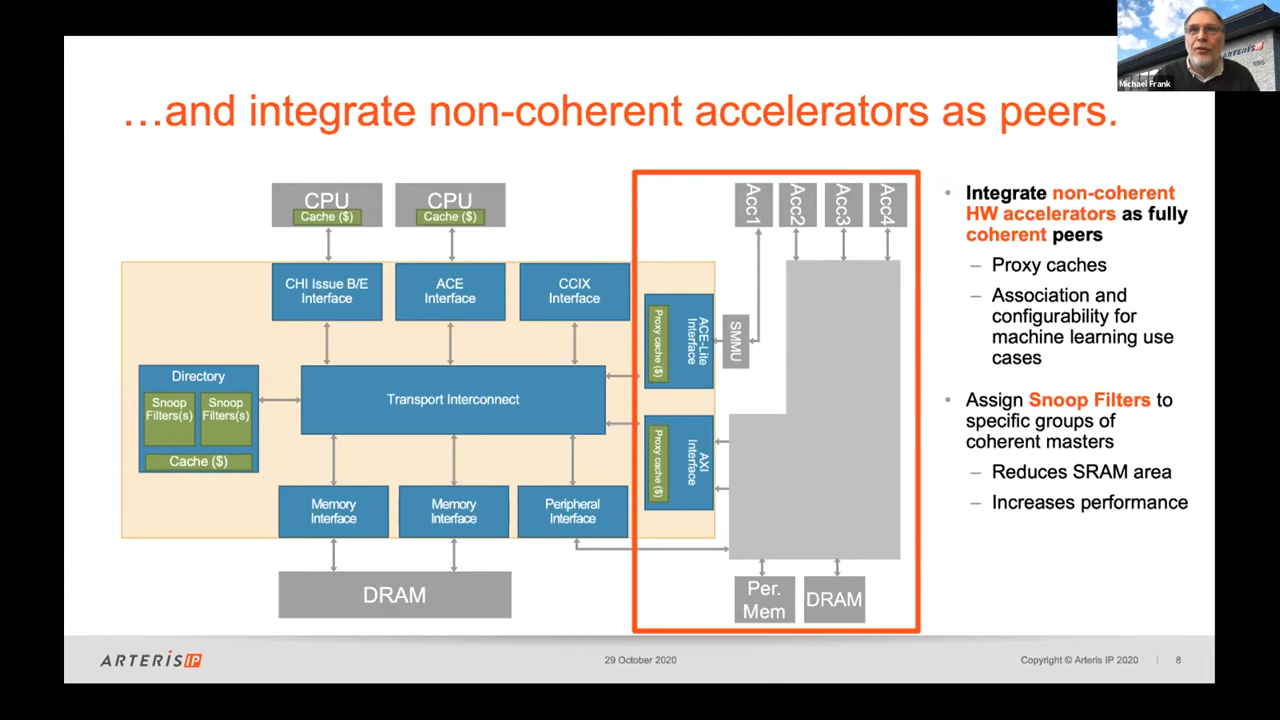 ARTERIS IP
Michael Frank
…and integrate non-coherent accelerators as peers.
CPU
Cache ($)
CPU
Cache ($)
CHI Issue B/E
Interface
ACE
Interface
CCIX
Interface
Directory
Snoop
Filters(s)
Snoop
Filters(s)
Cache ($)
Transport Interconnect
Memory
Interface
Memory
Interface
Peripheral
Interface
DRAM
Acc1
Acc2
Acc3
Acc4
Proxy cache ($)
ACE-Lite
Interface
SMMU
Proxy cache ($)
AXI
Interface
Per.
Mem
DRAM
• Integrate non-coherent
HW accelerators as fully
coherent peers
– Proxy caches
– Association and
configurability for
machine learning use
cases
• Assign Snoop Filters to
specific groups of
coherent masters
– Reduces SRAM area
– Increases performance
ARTERIS IP
29 October 2020
Copyright © Arteris IP 2020
8